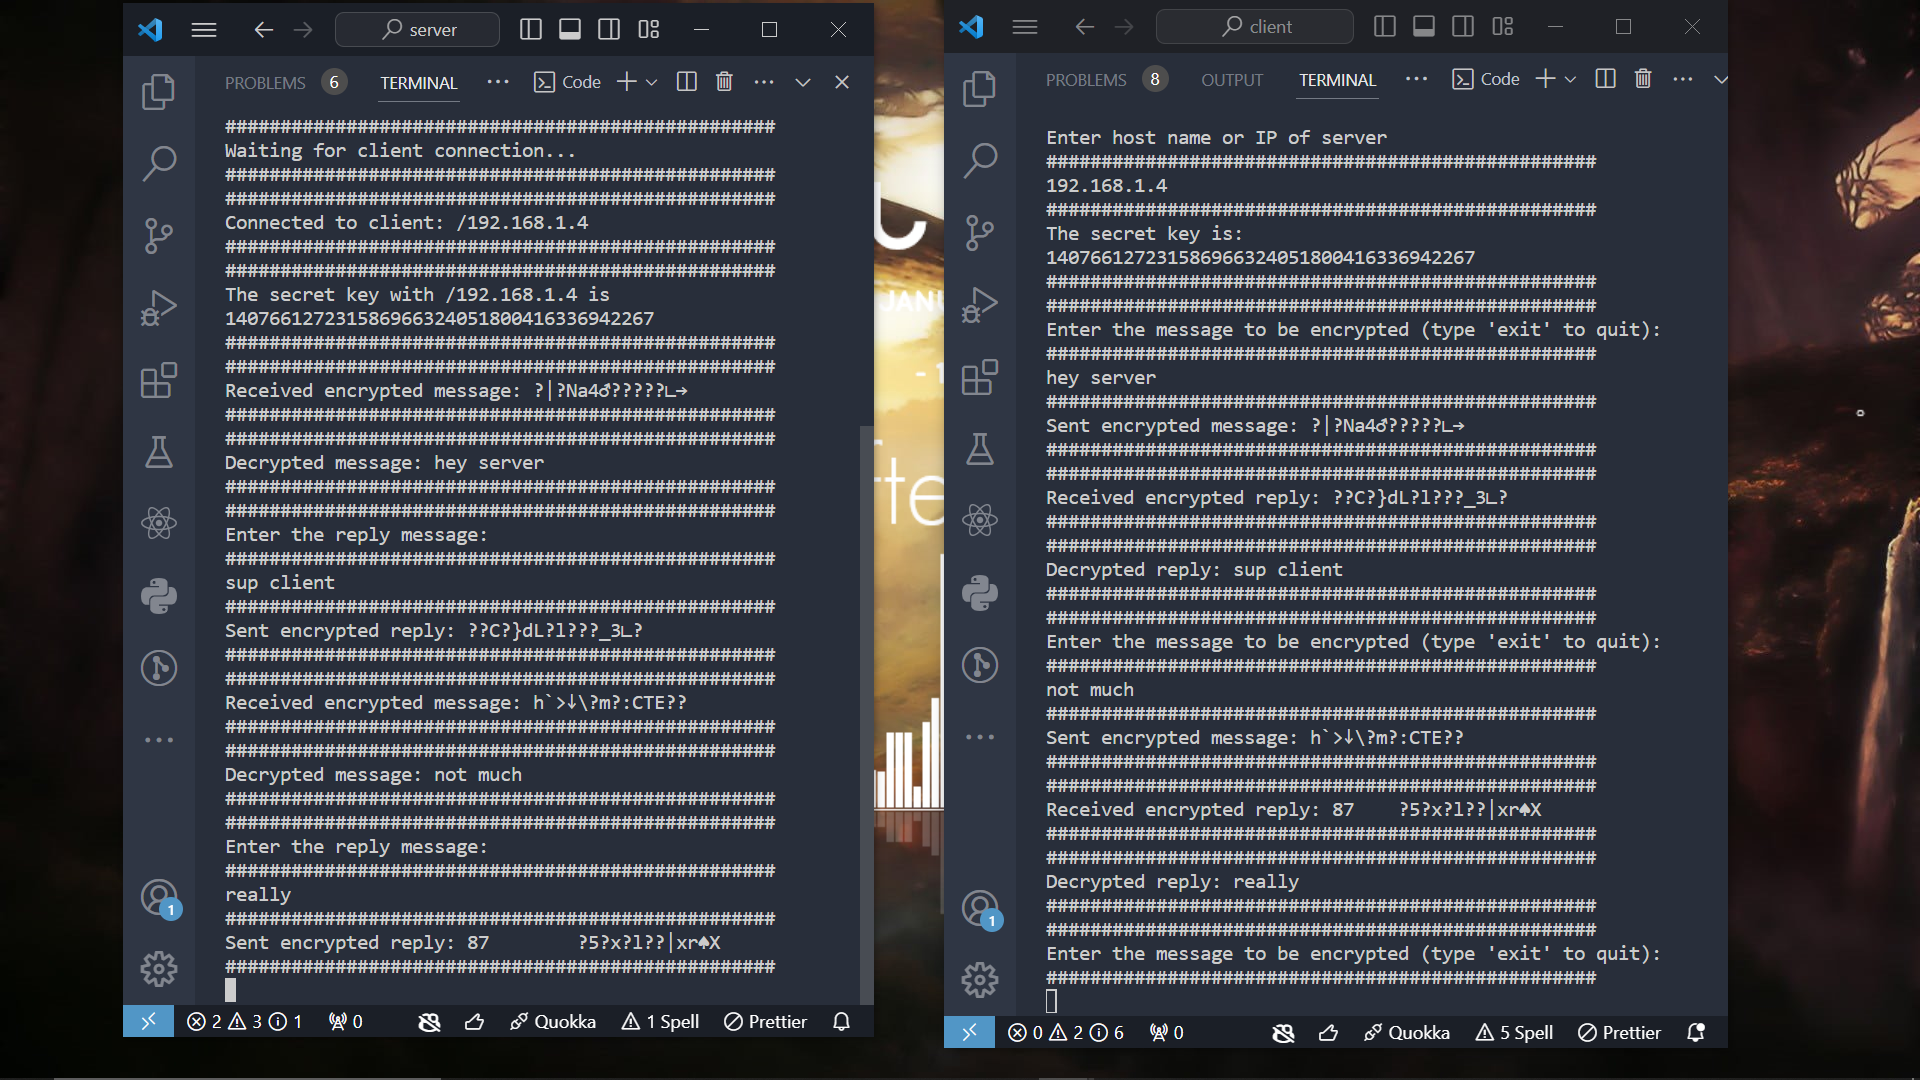 server
PROBLEMS 6 TERMINAL ··· Code
##################################################
Waiting for client connection...
##################################################
##################################################
Connected to client: /192.168.1.4
##################################################
##################################################
The secret key with /192.168.1.4 is
140766127231586966324051800416336942267
##################################################
##################################################
Received encrypted message: ?|?Na4♂?????∟→
##################################################
##################################################
Decrypted message: hey server
##################################################
##################################################
Enter the reply message:
##################################################
sup client
##################################################
Sent encrypted reply: ??C?}dL?l???_3∟?
##################################################
##################################################
Received encrypted message: h`>↓\?m?:CTE??
##################################################
##################################################
Decrypted message: not much
##################################################
##################################################
Enter the reply message:
##################################################
really
##################################################
Sent encrypted reply: 87        ?5?x?l??|xr♠X
##################################################
1
2 3 1 0 Quokka 1 Spell Prettier
JANU
- 1
fte
client
PROBLEMS 8 OUTPUT TERMINAL ··· Code
Enter host name or IP of server
##################################################
192.168.1.4
##################################################
The secret key is:
140766127231586966324051800416336942267
##################################################
##################################################
Enter the message to be encrypted (type 'exit' to quit):
##################################################
hey server
##################################################
Sent encrypted message: ?|?Na4♂?????∟→
##################################################
##################################################
Received encrypted reply: ??C?}dL?l???_3∟?
##################################################
##################################################
Decrypted reply: sup client
##################################################
##################################################
Enter the message to be encrypted (type 'exit' to quit):
##################################################
not much
##################################################
Sent encrypted message: h`>↓\?m?:CTE??
##################################################
##################################################
Received encrypted reply: 87    ?5?x?l??|xr♠X
##################################################
##################################################
Decrypted reply: really
##################################################
##################################################
Enter the message to be encrypted (type 'exit' to quit):
##################################################
1
0 2 6 0 Quokka 5 Spell Prettier